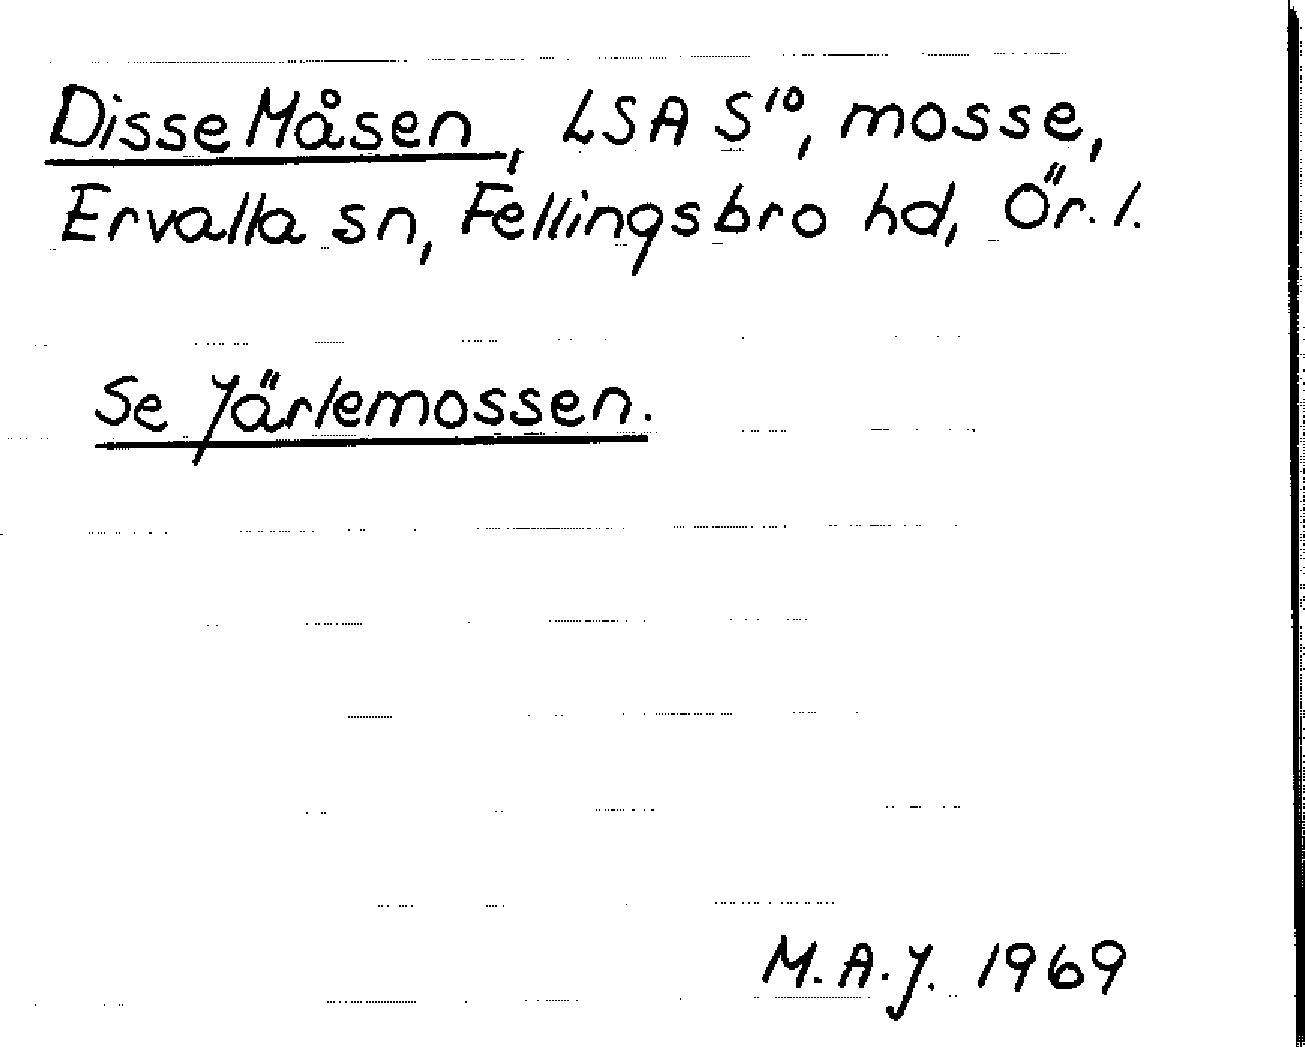 Disse Måsen, LSA S¹⁰, mosse,
Ervalla sn, Fellingsbro hd, Ör. l.
Se Järlemossen.
M.A.J. 1969